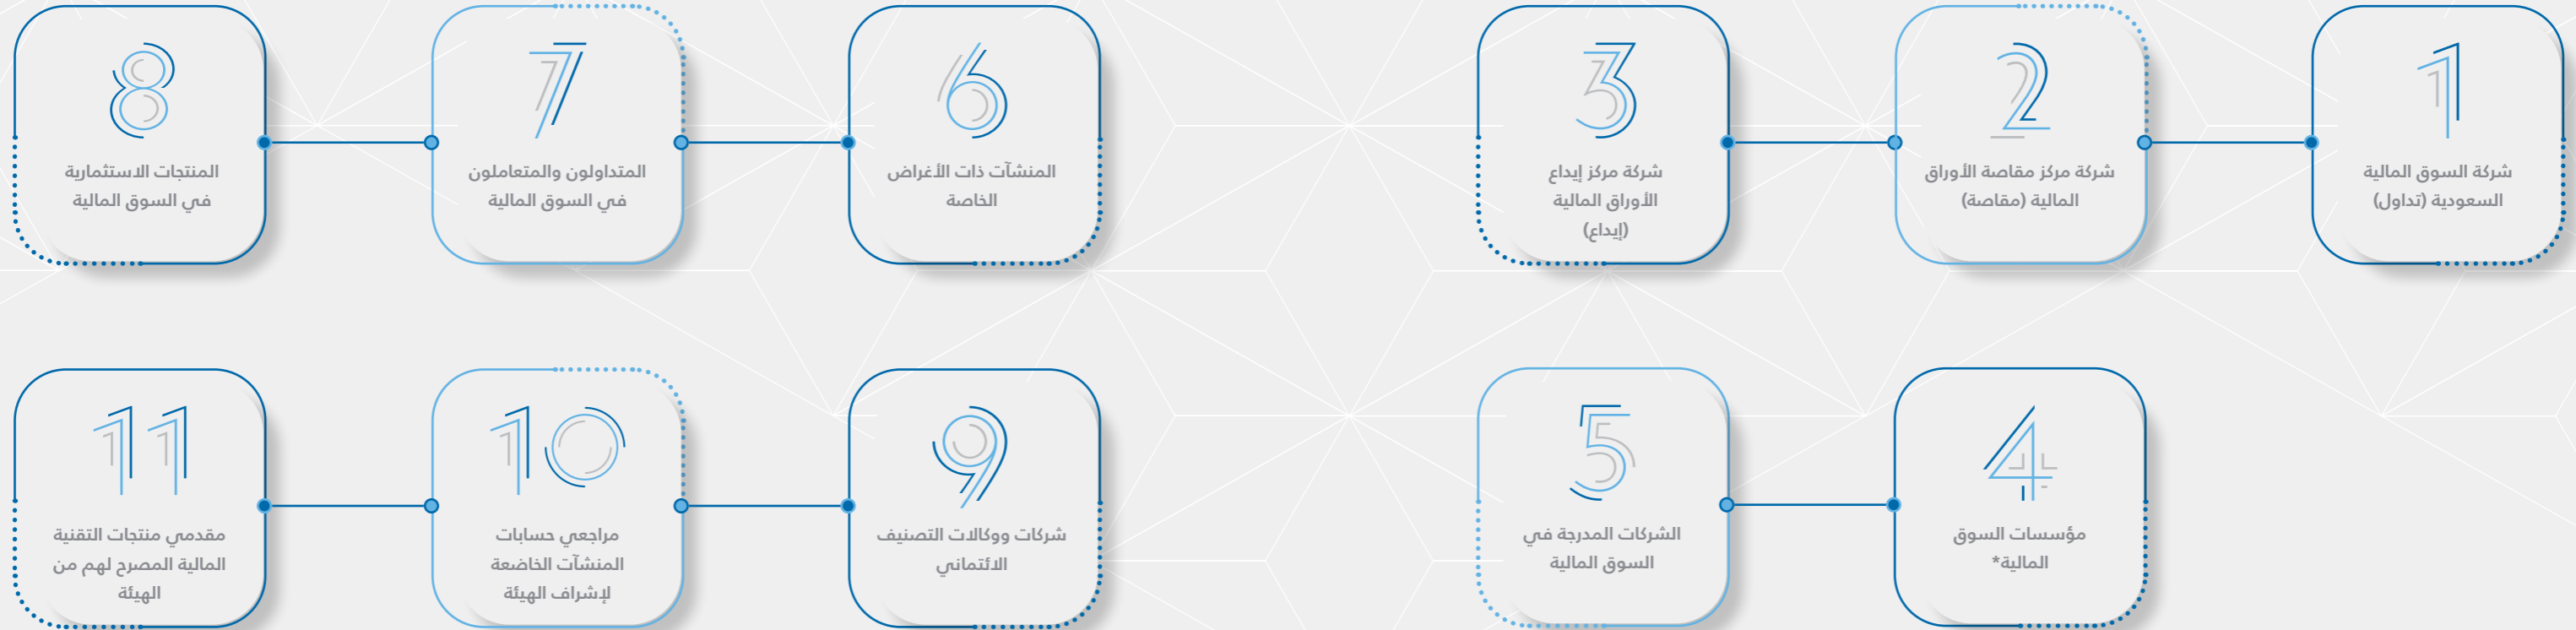 1
شركة السوق المالية
السعودية (تداول)
2
شركة مركز مقاصة الأوراق
المالية (مقاصة)
3
شركة مركز إيداع
الأوراق المالية
(إيداع)
4
مؤسسات السوق
المالية*
5
الشركات المدرجة في
السوق المالية
6
المنشآت ذات الأغراض
الخاصة
7
المتداولون والمتعاملون
في السوق المالية
8
المنتجات الاستثمارية
في السوق المالية
9
شركات ووكالات التصنيف
الائتماني
10
مراجعي حسابات
المنشآت الخاضعة
لإشراف الهيئة
11
مقدمي منتجات التقنية
المالية المصرح لهم من
الهيئة